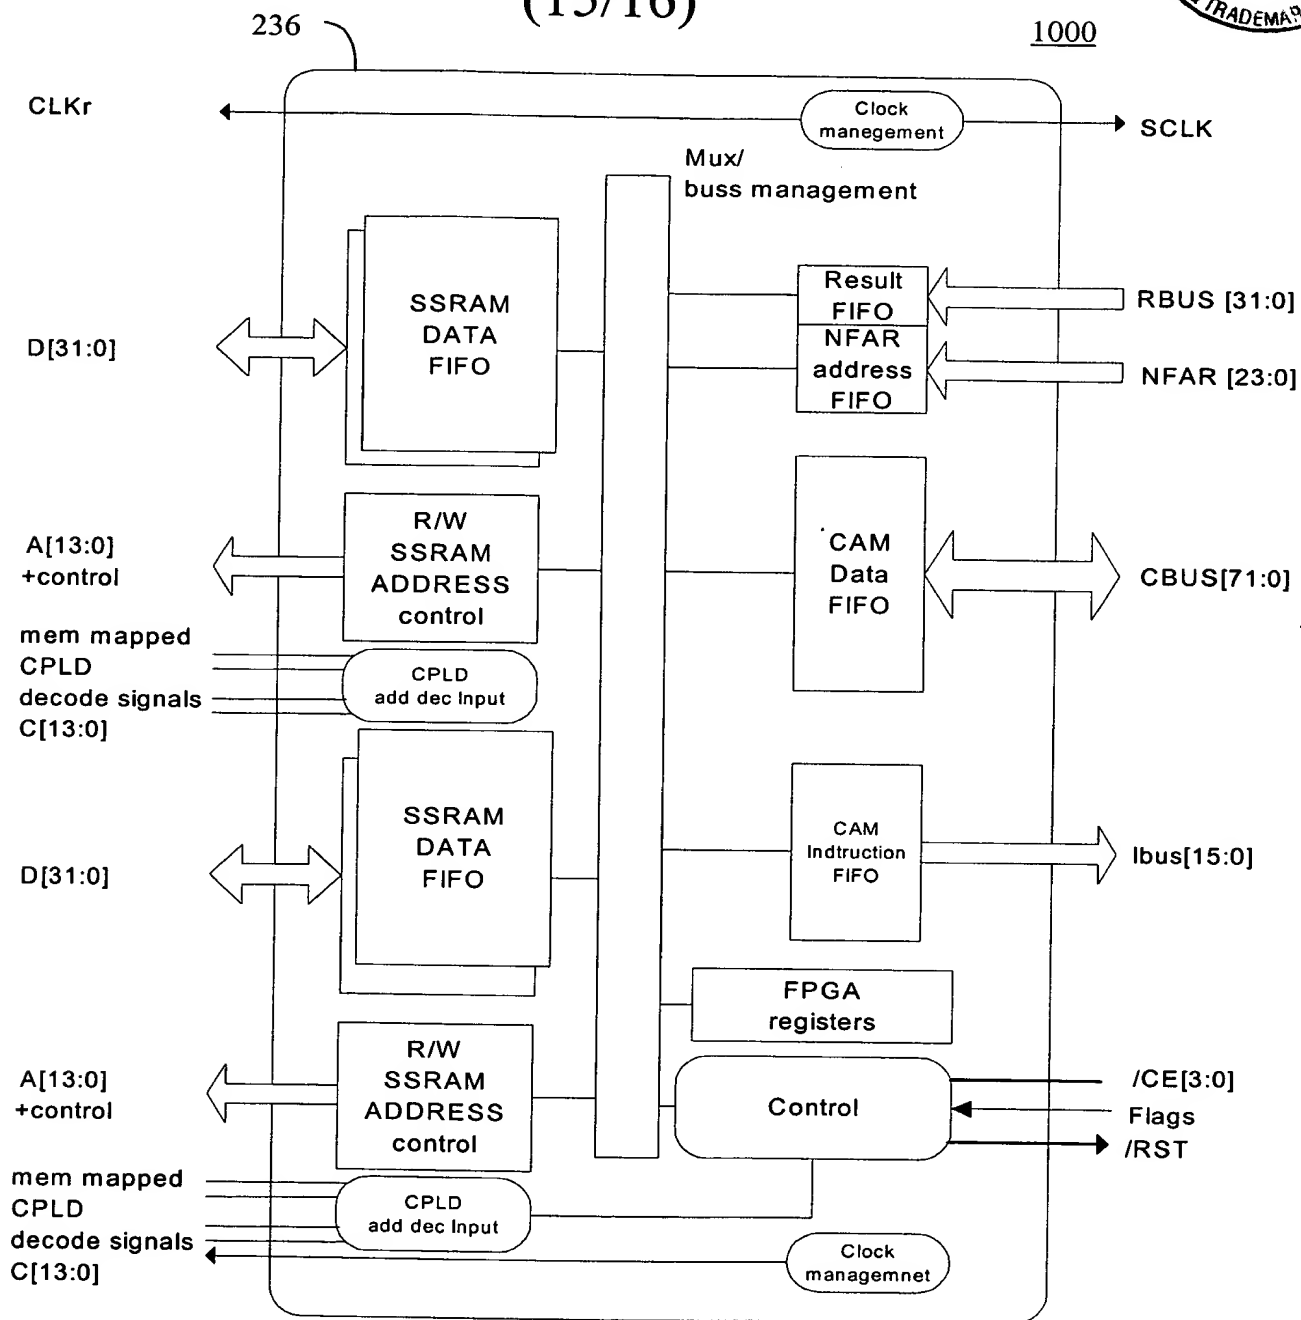 (15/16)
TRADEMA
236
1000
CLKr
Clock
manegement
SCLK
Mux/
buss management
SSRAM
DATA
FIFO
D[31:0]
Result
FIFO
RBUS [31:0]
NFAR
address
FIFO
NFAR [23:0]
R/W
SSRAM
ADDRESS
control
A[13:0]
+control
CAM
Data
FIFO
CBUS[71:0]
mem mapped
CPLD
decode signals
C[13:0]
CPLD
add dec Input
SSRAM
DATA
FIFO
D[31:0]
CAM
Indtruction
FIFO
Ibus[15:0]
FPGA
registers
R/W
SSRAM
ADDRESS
control
A[13:0]
+control
Control
/CE[3:0]
Flags
/RST
mem mapped
CPLD
decode signals
C[13:0]
CPLD
add dec Input
Clock
managemnet